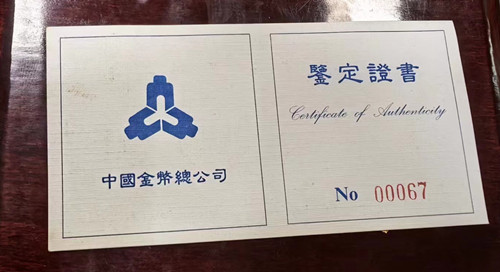 中國金幣總公司
鑒定證書
Certificate of Authenticity
No 00067